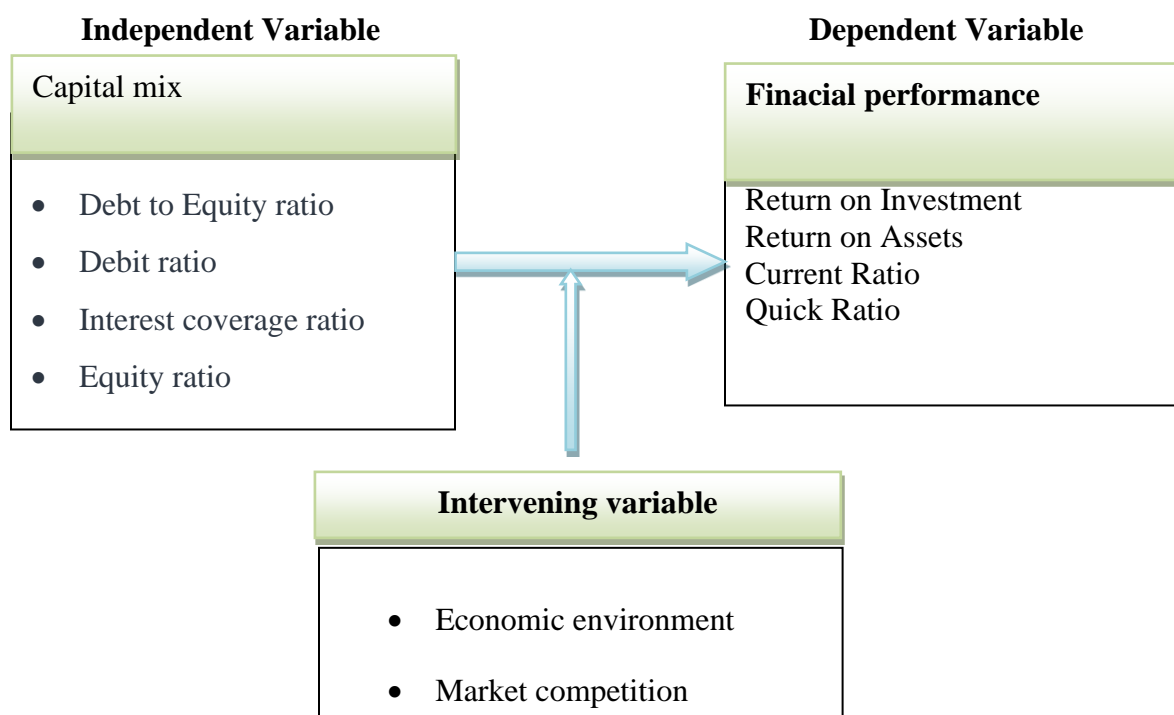 Independent Variable
Dependent Variable
Capital mix
Finacial performance
• Debt to Equity ratio
• Debit ratio
• Interest coverage ratio
• Equity ratio
Return on Investment
Return on Assets
Current Ratio
Quick Ratio
Intervening variable
• Economic environment
• Market competition